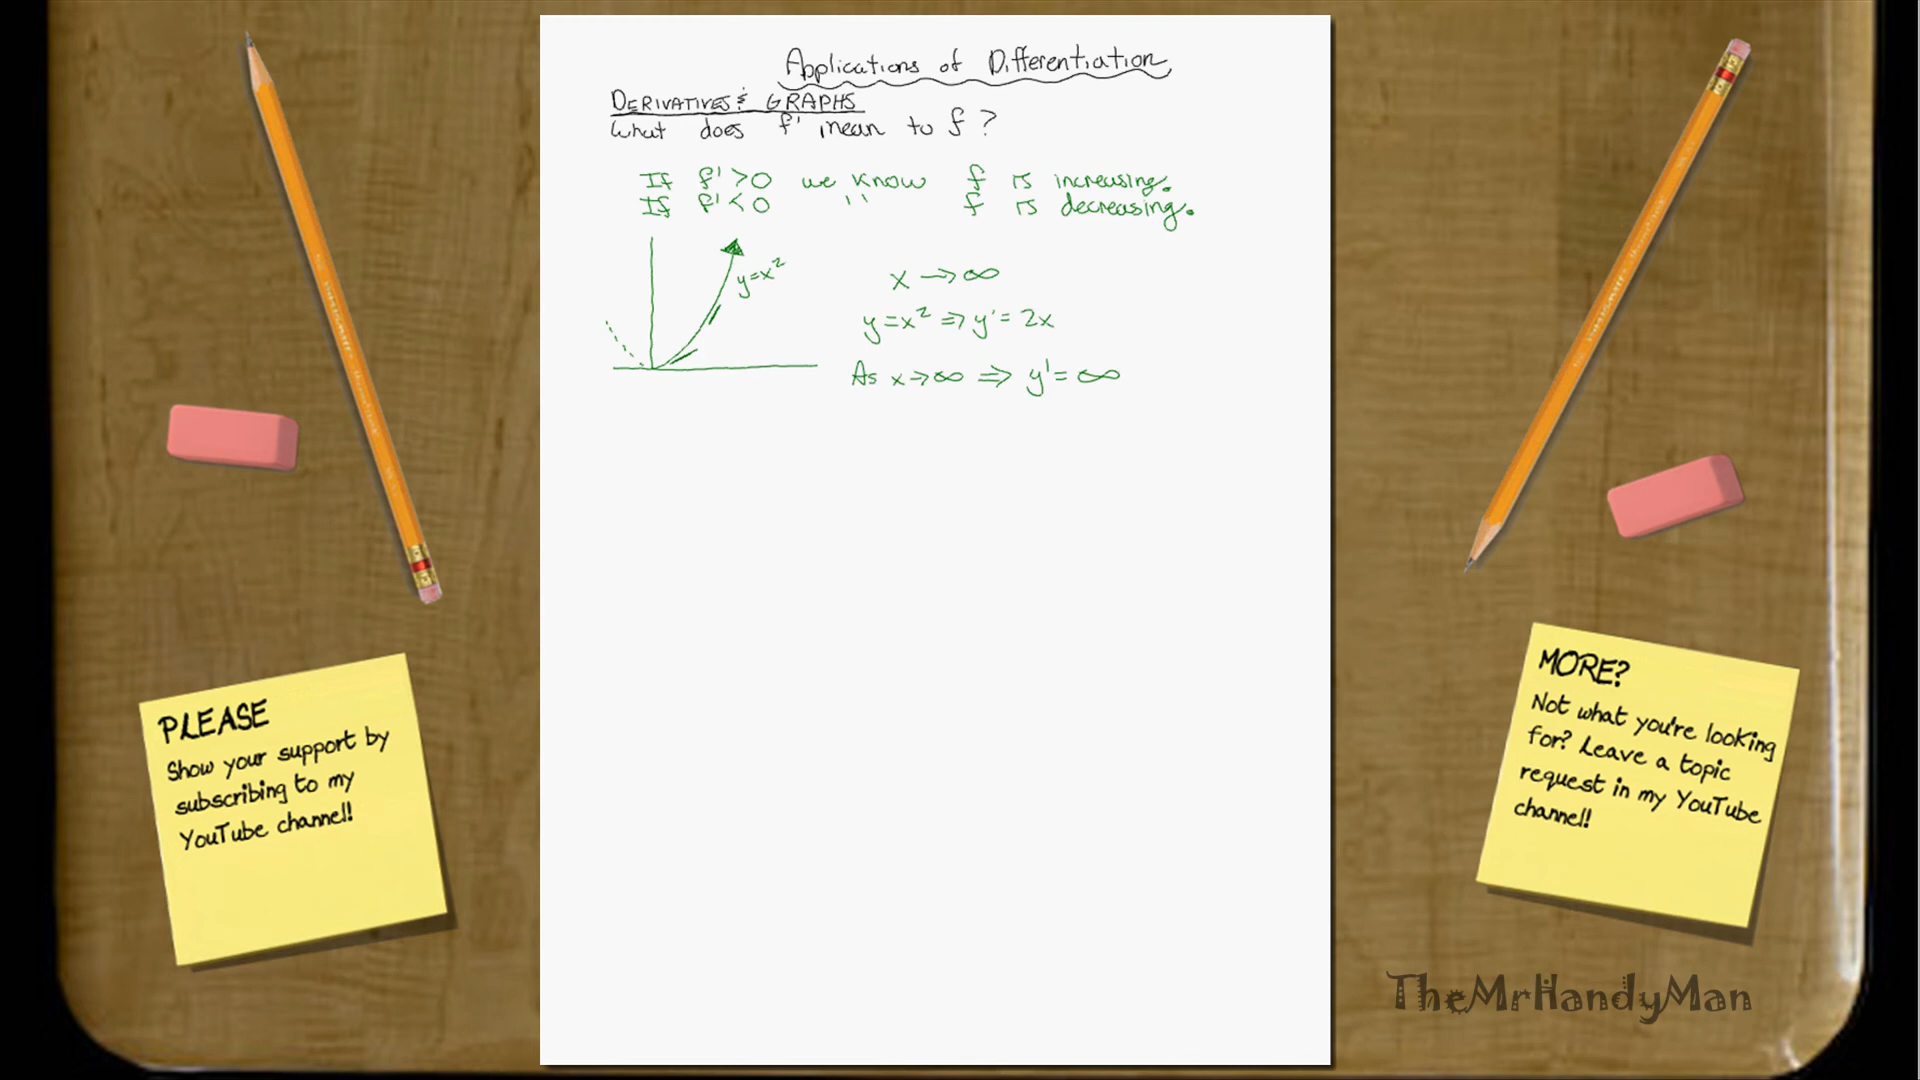 Applications of Differentiation
DERIVATIVES & GRAPHS
What does f' mean to f?
If f' > 0 we know f is increasing.
If f' < 0 " f is decreasing.
y=x²
x → ∞
y = x² ⇒ y' = 2x
As x → ∞ ⇒ y' = ∞
PLEASE
Show your support by
subscribing to my
YouTube channel!
MORE?
Not what you're looking
for? Leave a topic
request in my YouTube
channel!
TheMrHandyMan